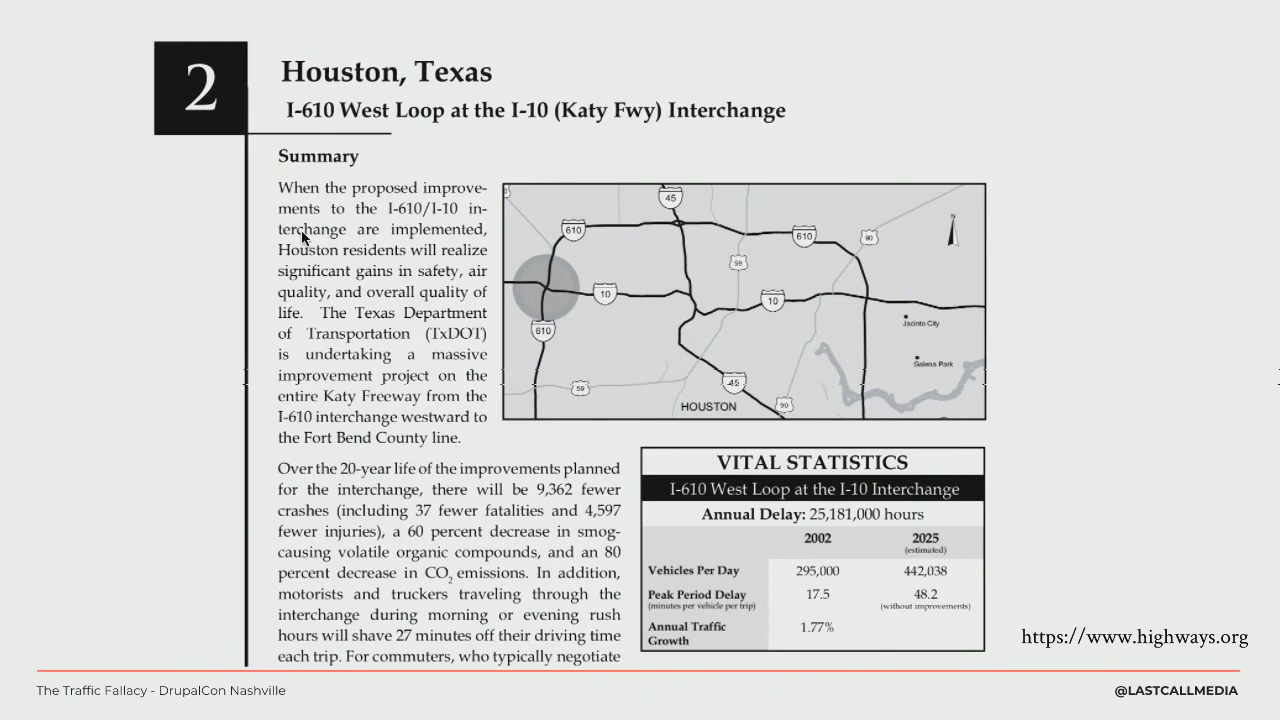 2
Houston, Texas
I-610 West Loop at the I-10 (Katy Fwy) Interchange
Summary
When the proposed improve-
ments to the I-610/I-10 in-
terchange are implemented,
Houston residents will realize
significant gains in safety, air
quality, and overall quality of
life. The Texas Department
of Transportation (TxDOT)
is undertaking a massive
improvement project on the
entire Katy Freeway from the
I-610 interchange westward to
the Fort Bend County line.
45
610
610
90
N
59
10
10
610
Jacinto City
Galena Park
59
45
90
HOUSTON
Over the 20-year life of the improvements planned
for the interchange, there will be 9,362 fewer
crashes (including 37 fewer fatalities and 4,597
fewer injuries), a 60 percent decrease in smog-
causing volatile organic compounds, and an 80
percent decrease in CO₂ emissions. In addition,
motorists and truckers traveling through the
interchange during morning or evening rush
hours will shave 27 minutes off their driving time
each trip. For commuters, who typically negotiate
VITAL STATISTICS
I-610 West Loop at the I-10 Interchange
Annual Delay: 25,181,000 hours
2002 2025
(estimated)
Vehicles Per Day 295,000 442,038
Peak Period Delay 17.5 48.2
(minutes per vehicle per trip) (without improvements)
Annual Traffic 1.77%
Growth
https://www.highways.org
The Traffic Fallacy - DrupalCon Nashville
@LASTCALLMEDIA